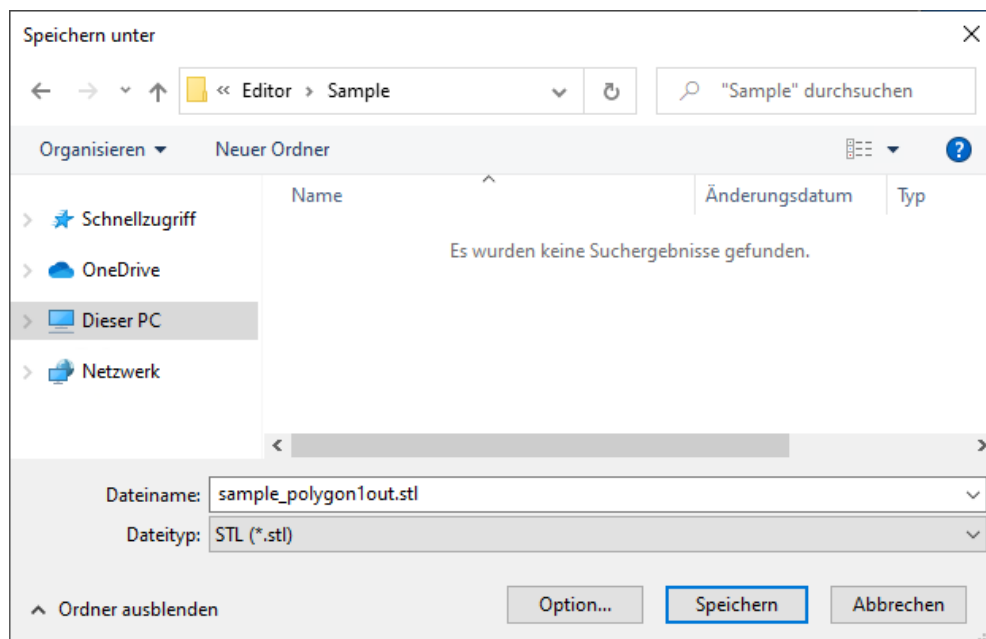 Speichern unter
« Editor › Sample
"Sample" durchsuchen
Organisieren
Neuer Ordner
?
Name
Änderungsdatum
Typ
Es wurden keine Suchergebnisse gefunden.
Schnellzugriff
OneDrive
Dieser PC
Netzwerk
Dateiname: sample_polygon1out.stl
Dateityp: STL (*.stl)
Ordner ausblenden
Option...
Speichern
Abbrechen